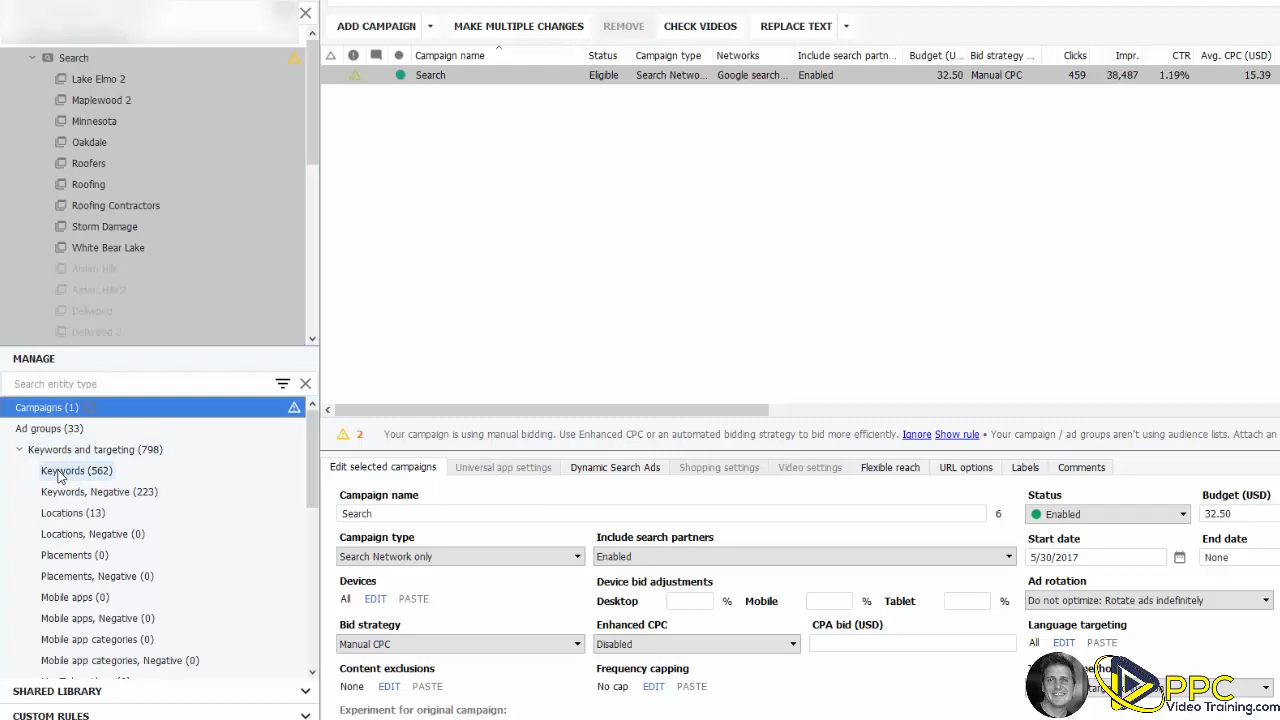 ADD CAMPAIGN MAKE MULTIPLE CHANGES REMOVE CHECK VIDEOS REPLACE TEXT
Campaign name Status Campaign type Networks Include search partn... Budget (U... Bid strategy ... Clicks Impr. CTR Avg. CPC (USD)
Search Eligible Search Netwo... Google search... Enabled 32.50 Manual CPC 459 38,487 1.19% 15.39
Search
Lake Elmo 2
Maplewood 2
Minnesota
Oakdale
Roofers
Roofing
Roofing Contractors
Storm Damage
White Bear Lake
Arden Hills
Arden Hills 2
Dellwood
Dellwood 2
MANAGE
Search entity type
Campaigns (1)
Ad groups (33)
Keywords and targeting (798)
Keywords (562)
Keywords, Negative (223)
Locations (13)
Locations, Negative (0)
Placements (0)
Placements, Negative (0)
Mobile apps (0)
Mobile apps, Negative (0)
Mobile app categories (0)
Mobile app categories, Negative (0)
SHARED LIBRARY
CUSTOM RULES
2 Your campaign is using manual bidding. Use Enhanced CPC or an automated bidding strategy to bid more efficiently. Ignore Show rule • Your campaign / ad groups aren't using audience lists. Attach an
Edit selected campaigns Universal app settings Dynamic Search Ads Shopping settings Video settings Flexible reach URL options Labels Comments
Campaign name Status Budget (USD)
Search 6 Enabled 32.50
Campaign type Include search partners Start date End date
Search Network only Enabled 5/30/2017 None
Devices Device bid adjustments Ad rotation
All EDIT PASTE Desktop % Mobile % Tablet % Do not optimize: Rotate ads indefinitely
Bid strategy Enhanced CPC CPA bid (USD) Language targeting
Manual CPC Disabled All EDIT PASTE
Content exclusions Frequency capping
None EDIT PASTE No cap EDIT PASTE
Experiment for original campaign:
PPC
VideoTraining.com